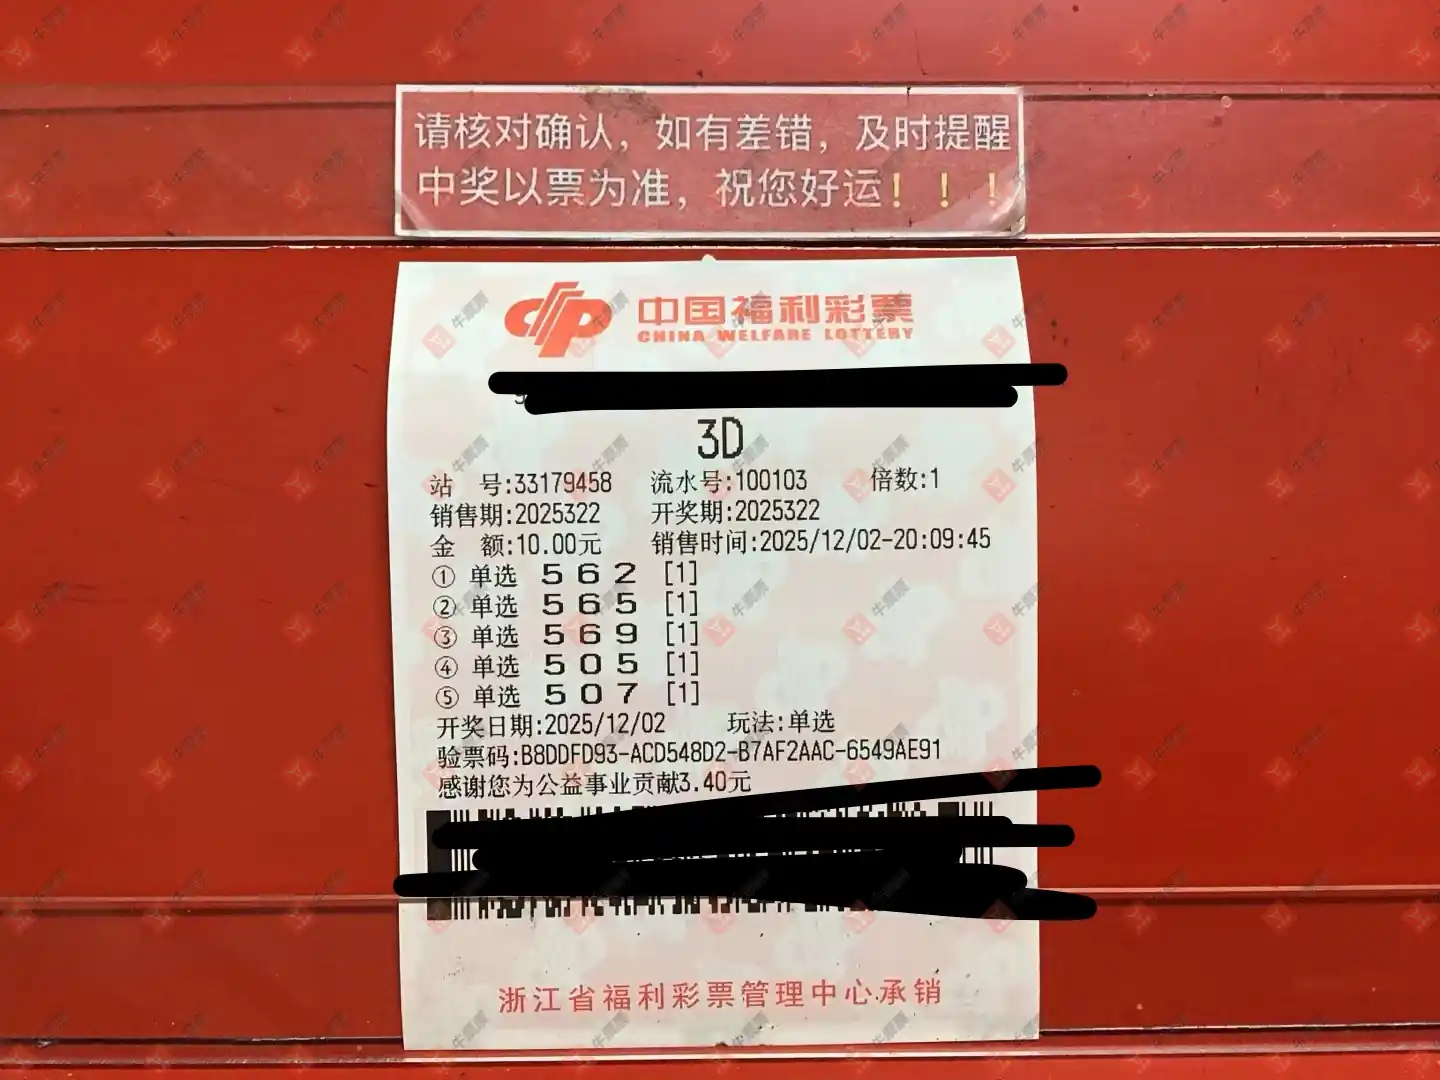 请核对确认，如有差错，及时提醒
中奖以票为准，祝您好运！！！
中国福利彩票
CHINA WELFARE LOTTERY
3D
站 号:33179458 流水号:100103 倍数:1
销售期:2025322 开奖期:2025322
金 额:10.00元 销售时间:2025/12/02-20:09:45
① 单选 5 6 2 [1]
② 单选 5 6 5 [1]
③ 单选 5 6 9 [1]
④ 单选 5 0 5 [1]
⑤ 单选 5 0 7 [1]
开奖日期:2025/12/02 玩法:单选
验票码:B8DDFD93-ACD548D2-B7AF2AAC-6549AE91
感谢您为公益事业贡献3.40元
浙江省福利彩票管理中心承销
牛票票